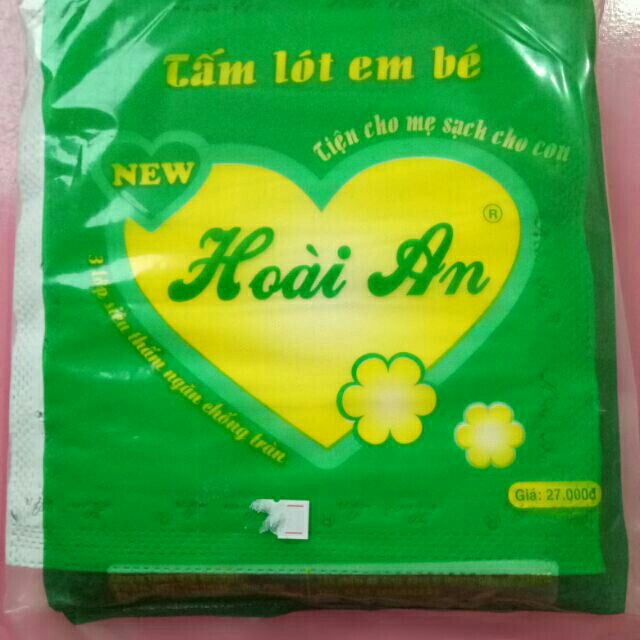 Tấm lót em bé
Tiện cho mẹ sạch cho con
NEW
®
Hoài An
3 lớp siêu thấm ngăn chống tràn
Giá: 27.000đ